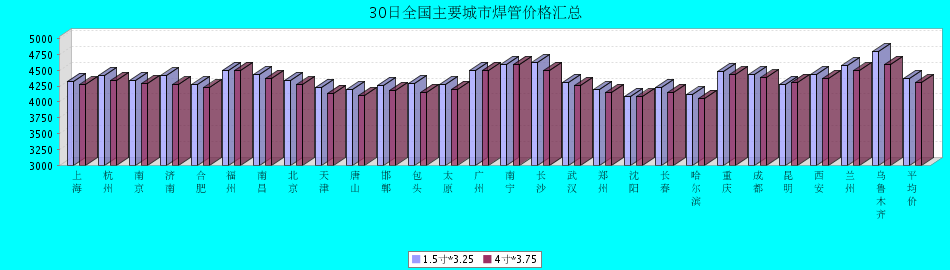 30日全国主要城市焊管价格汇总
5000
4750
4500
4250
4000
3750
3500
3250
3000
上海
杭州
南京
济南
合肥
福州
南昌
北京
天津
唐山
邯郸
包头
太原
广州
南宁
长沙
武汉
郑州
沈阳
长春
哈尔滨
重庆
成都
昆明
西安
兰州
乌鲁木齐
平均价
1.5寸*3.25
4寸*3.75